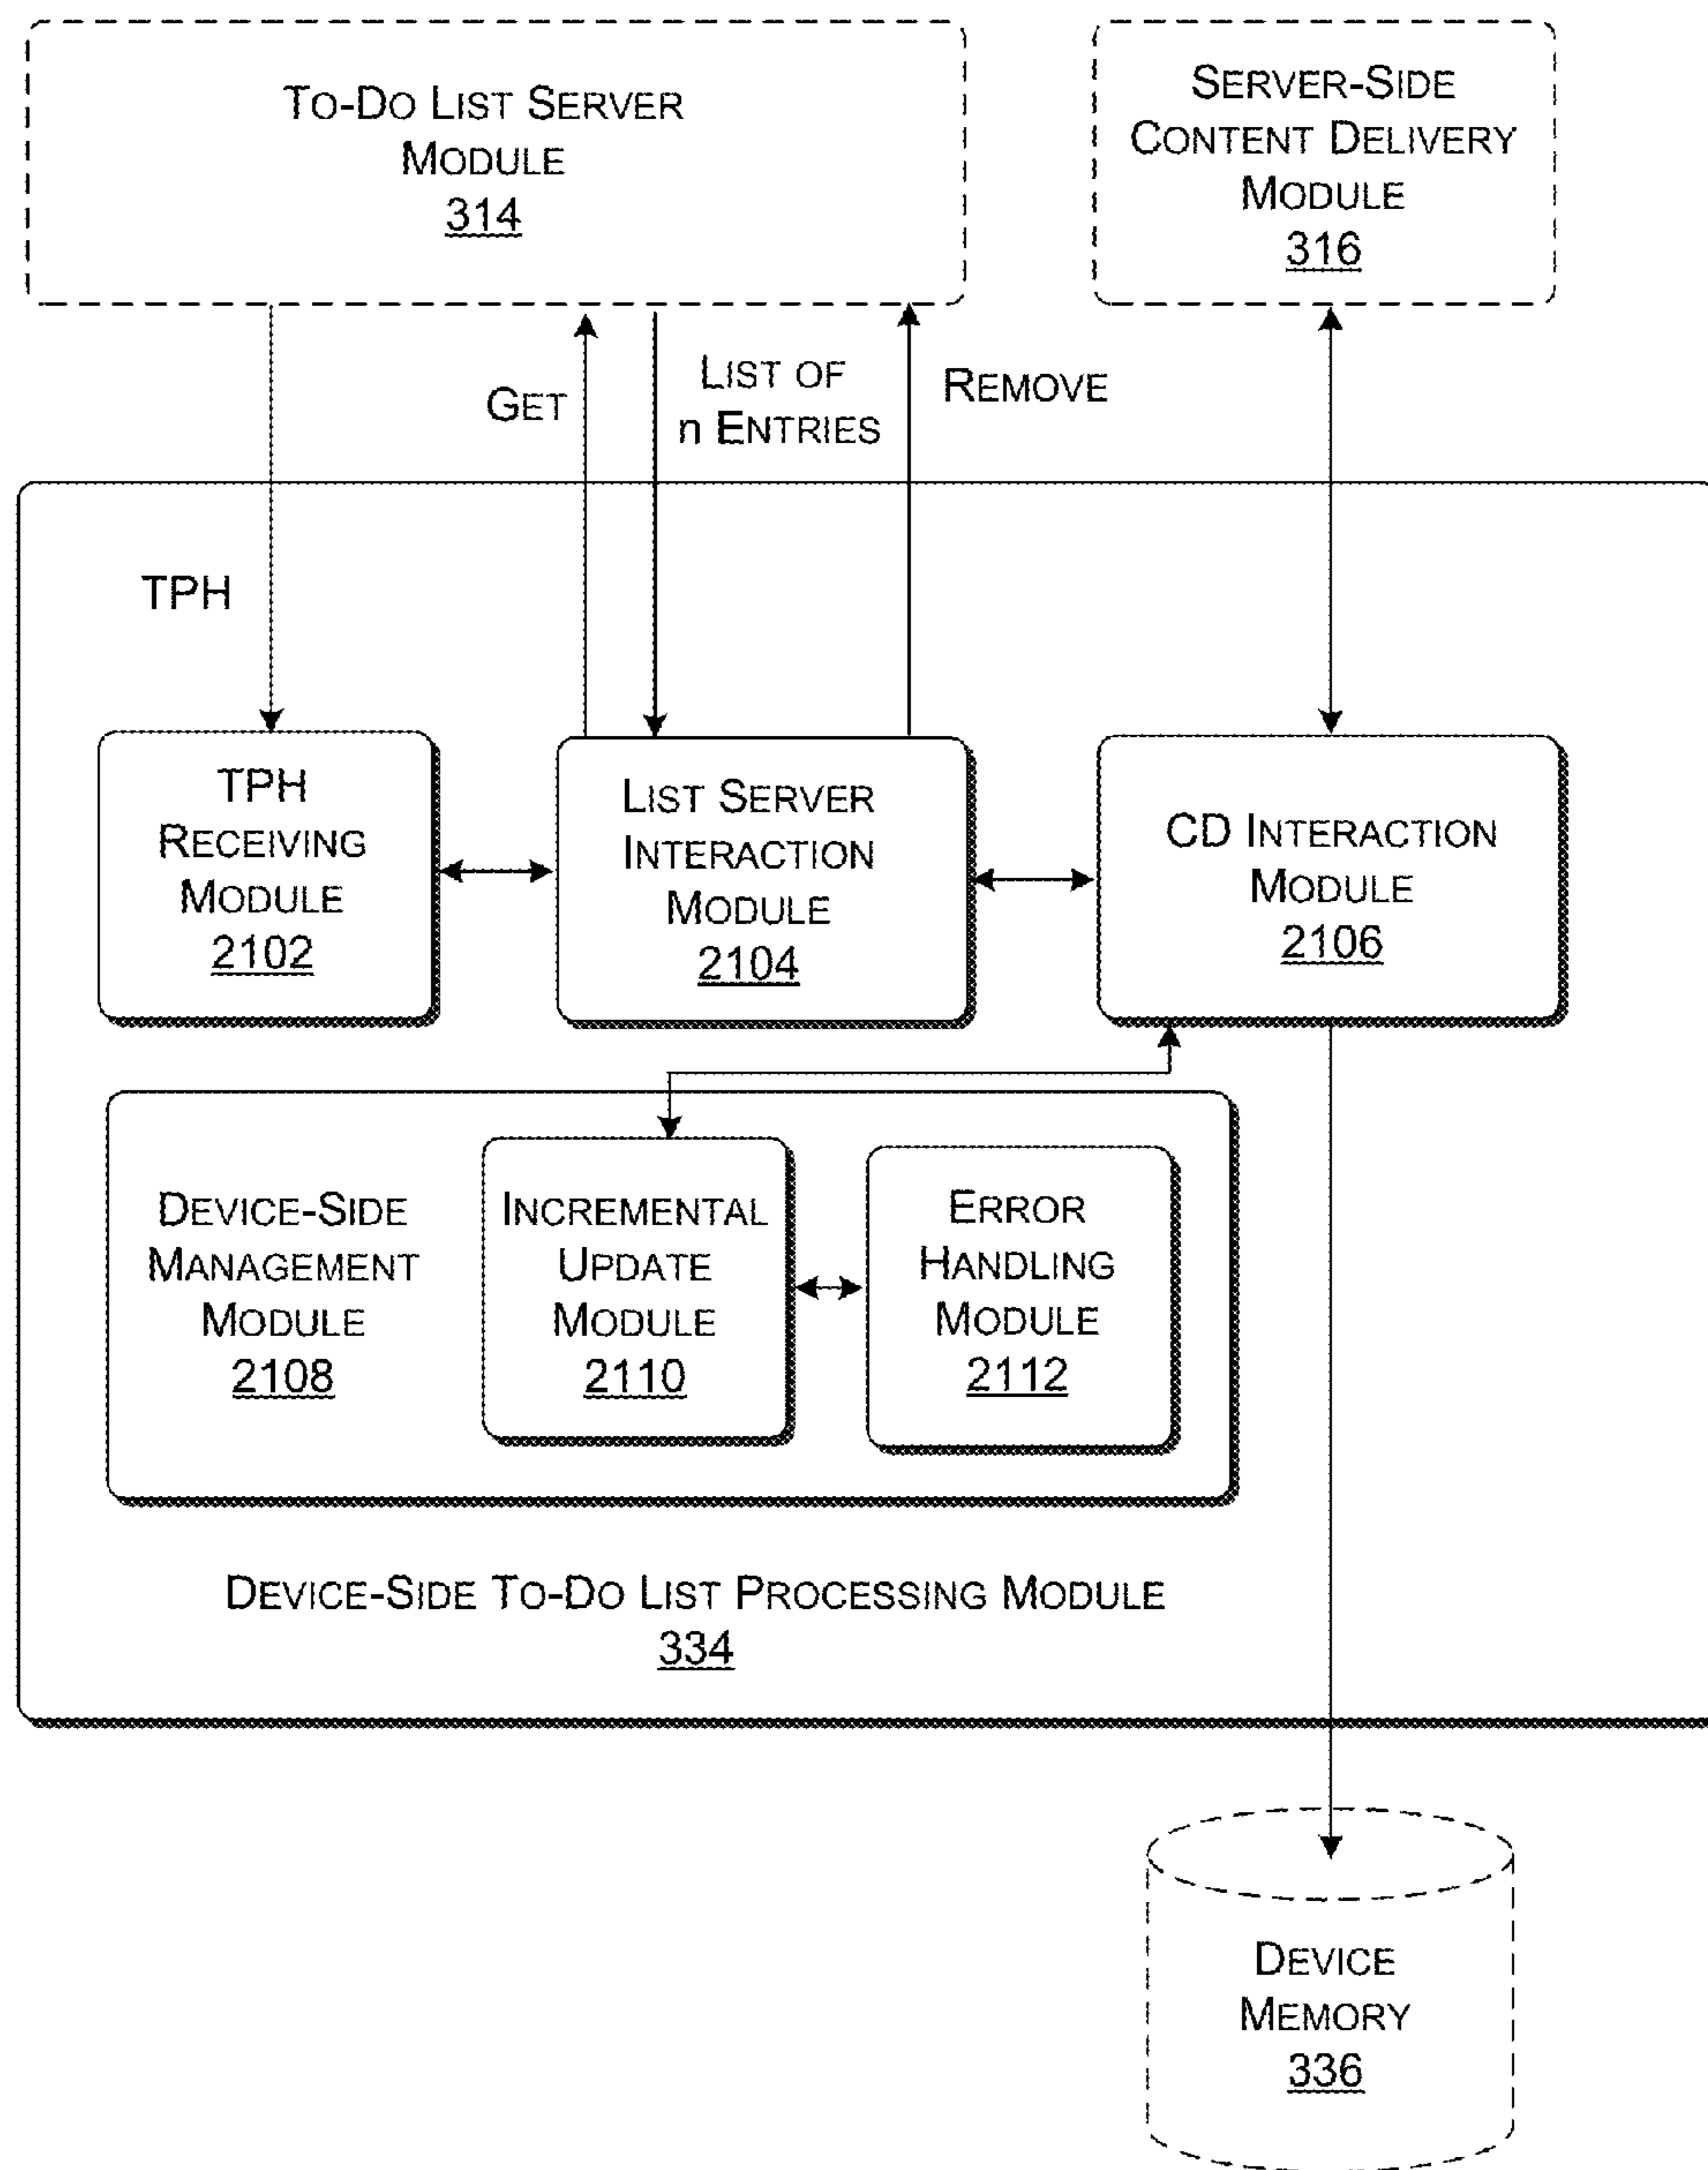 To-Do List Server
Module
314
Server-Side
Content Delivery
Module
316
Get
List of
n Entries
Remove
TPH
TPH
Receiving
Module
2102
List Server
Interaction
Module
2104
CD Interaction
Module
2106
Device-Side
Management
Module
2108
Incremental
Update
Module
2110
Error
Handling
Module
2112
Device-Side To-Do List Processing Module
334
Device
Memory
336